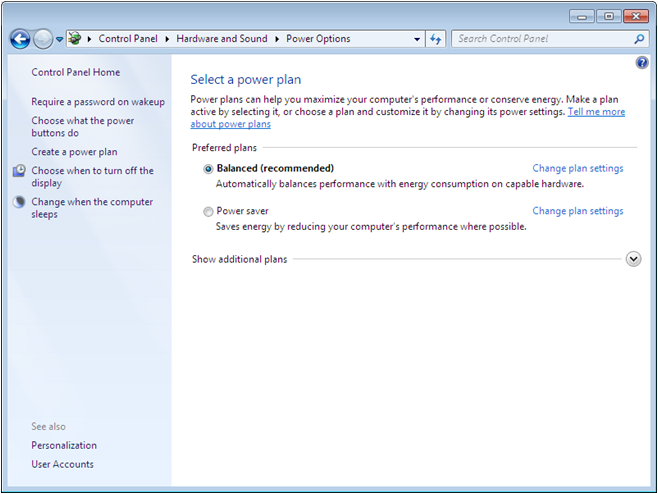 Control Panel Hardware and Sound Power Options
Search Control Panel
Control Panel Home
Require a password on wakeup
Choose what the power
buttons do
Create a power plan
Choose when to turn off the
display
Change when the computer
sleeps
See also
Personalization
User Accounts
Select a power plan
Power plans can help you maximize your computer's performance or conserve energy. Make a plan
active by selecting it, or choose a plan and customize it by changing its power settings. Tell me more
about power plans
Preferred plans
Balanced (recommended) Change plan settings
Automatically balances performance with energy consumption on capable hardware.
Power saver Change plan settings
Saves energy by reducing your computer's performance where possible.
Show additional plans